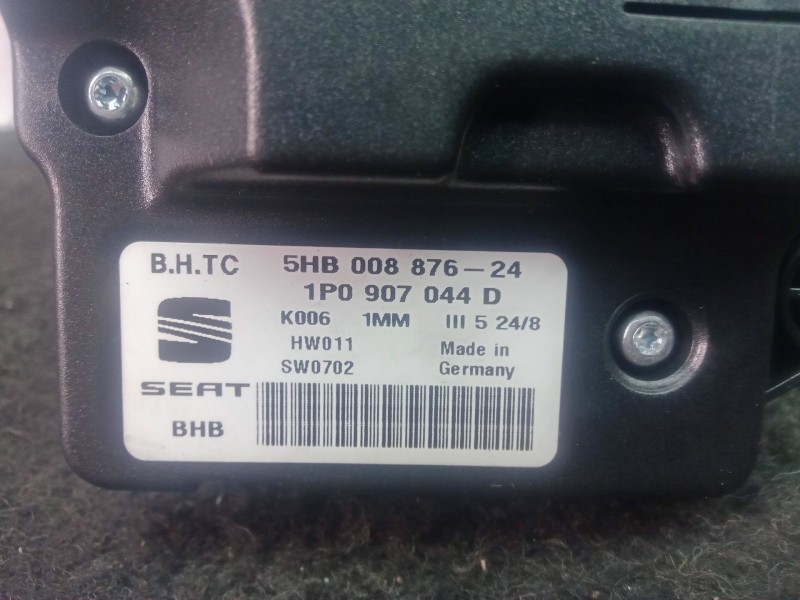 B.H.TC 5HB 008 876-24
1P0 907 044 D
K006 1MM III 5 24/8
HW011 Made in
SW0702 Germany
SEAT
BHB